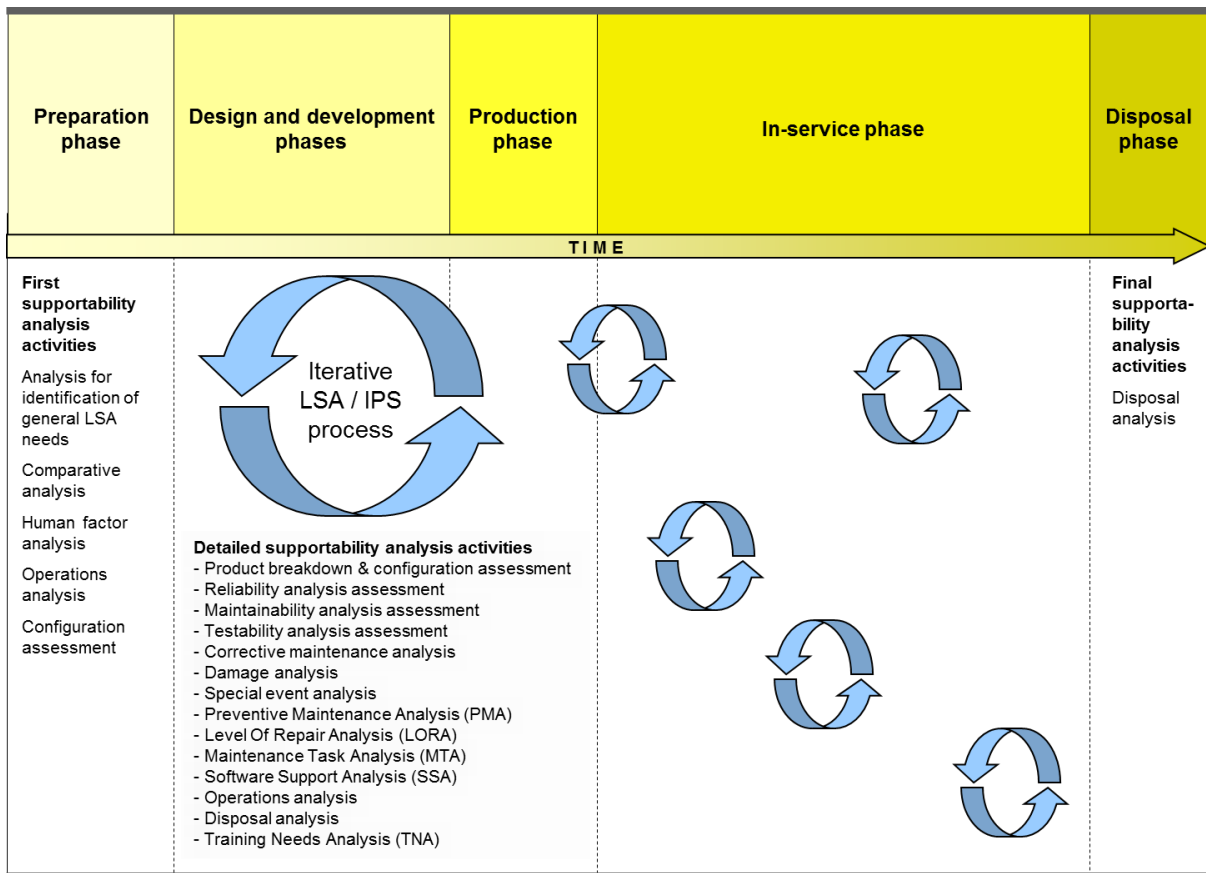 Preparation
phase
Design and development
phases
Production
phase
In-service phase
Disposal
phase
TIME
First
supportability
analysis
activities
Analysis for
identification of
general LSA
needs
Comparative
analysis
Human factor
analysis
Operations
analysis
Configuration
assessment
Iterative
LSA / IPS
process
Detailed supportability analysis activities
- Product breakdown & configuration assessment
- Reliability analysis assessment
- Maintainability analysis assessment
- Testability analysis assessment
- Corrective maintenance analysis
- Damage analysis
- Special event analysis
- Preventive Maintenance Analysis (PMA)
- Level Of Repair Analysis (LORA)
- Maintenance Task Analysis (MTA)
- Software Support Analysis (SSA)
- Operations analysis
- Disposal analysis
- Training Needs Analysis (TNA)
Final
supporta-
bility
analysis
activities
Disposal
analysis